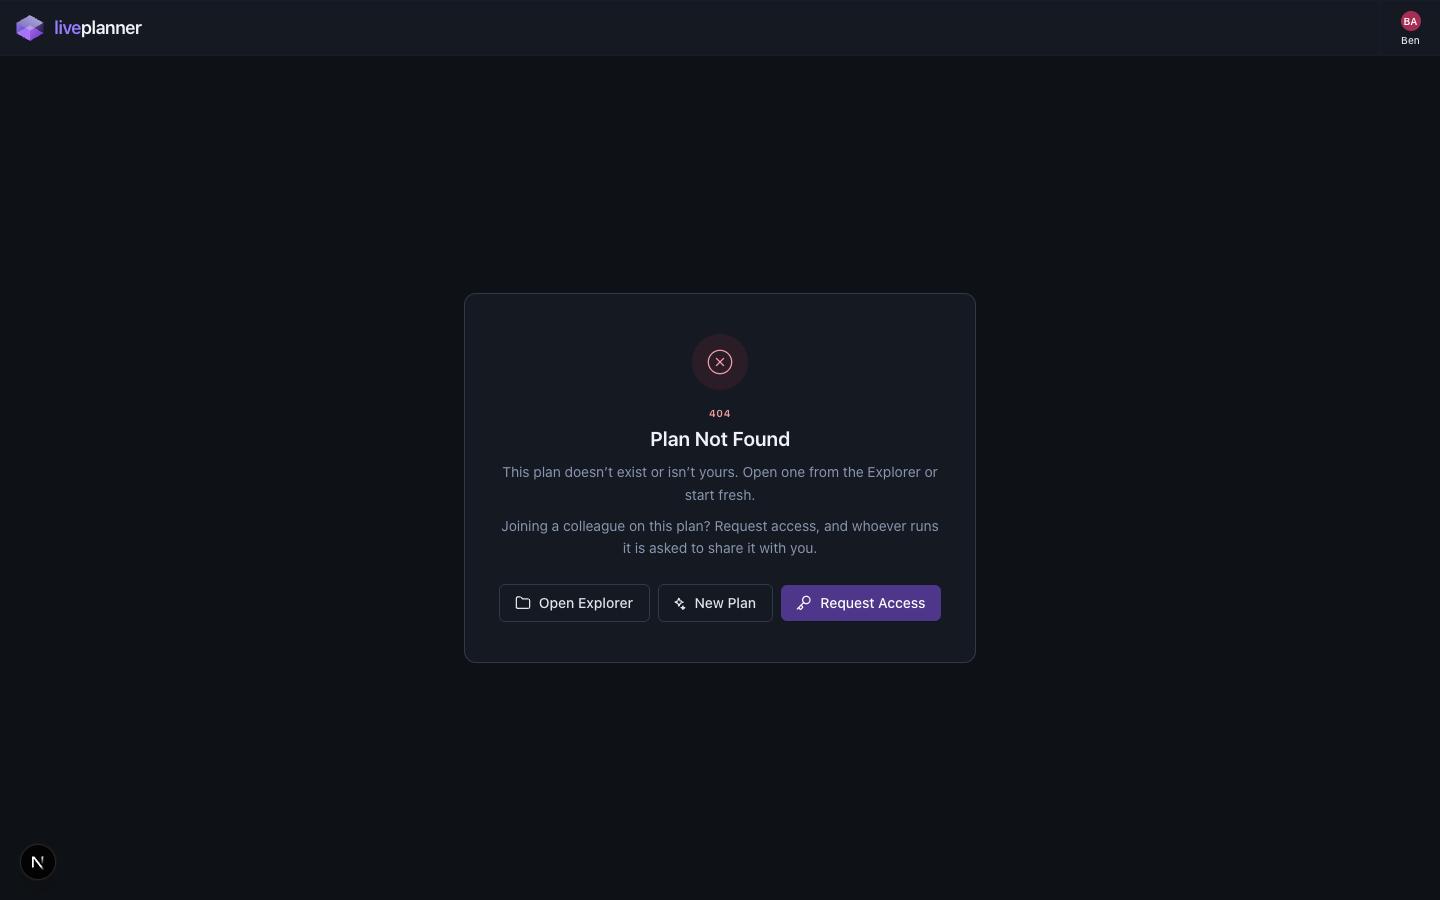 liveplanner
BA
Ben
404
Plan Not Found
This plan doesn’t exist or isn’t yours. Open one from the Explorer or
start fresh.
Joining a colleague on this plan? Request access, and whoever runs
it is asked to share it with you.
Open Explorer
New Plan
Request Access
N